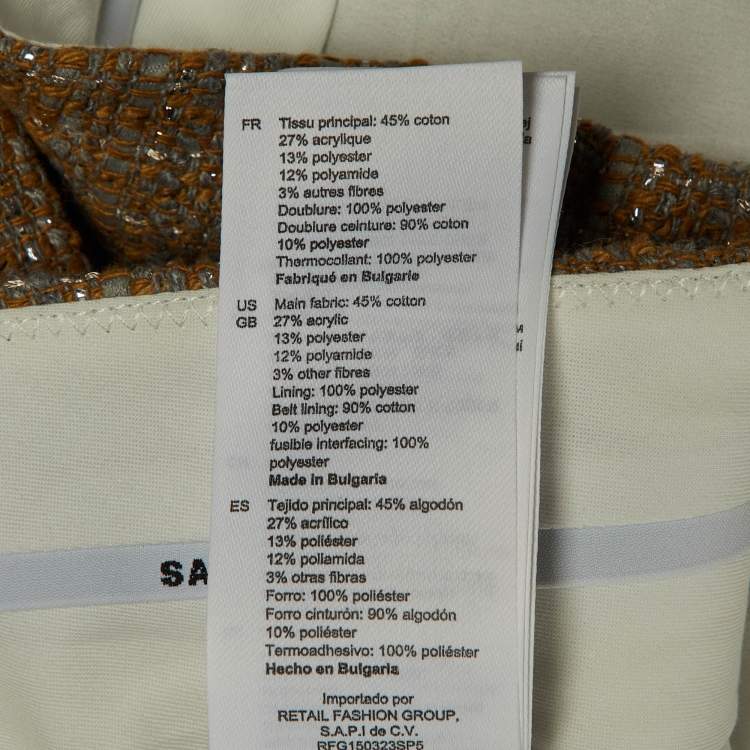 FR Tissu principal: 45% coton
27% acrylique
13% polyester
12% polyamide
3% autres fibres
Doublure: 100% polyester
Doublure ceinture: 90% coton
10% polyester
Thermocollant: 100% polyester
Fabriqué en Bulgarie
US Main fabric: 45% cotton
GB 27% acrylic
13% polyester
12% polyamide
3% other fibres
Lining: 100% polyester
Belt lining: 90% cotton
10% polyester
fusible interfacing: 100%
polyester
Made in Bulgaria
ES Tejido principal: 45% algodón
27% acrílico
13% poliéster
12% poliamida
3% otras fibras
Forro: 100% poliéster
Forro cinturón: 90% algodón
10% poliéster
Termoadhesivo: 100% poliéster
Hecho en Bulgaria
Importado por
RETAIL FASHION GROUP,
S.A.P.I de C.V.
RFG150323SP5
SA